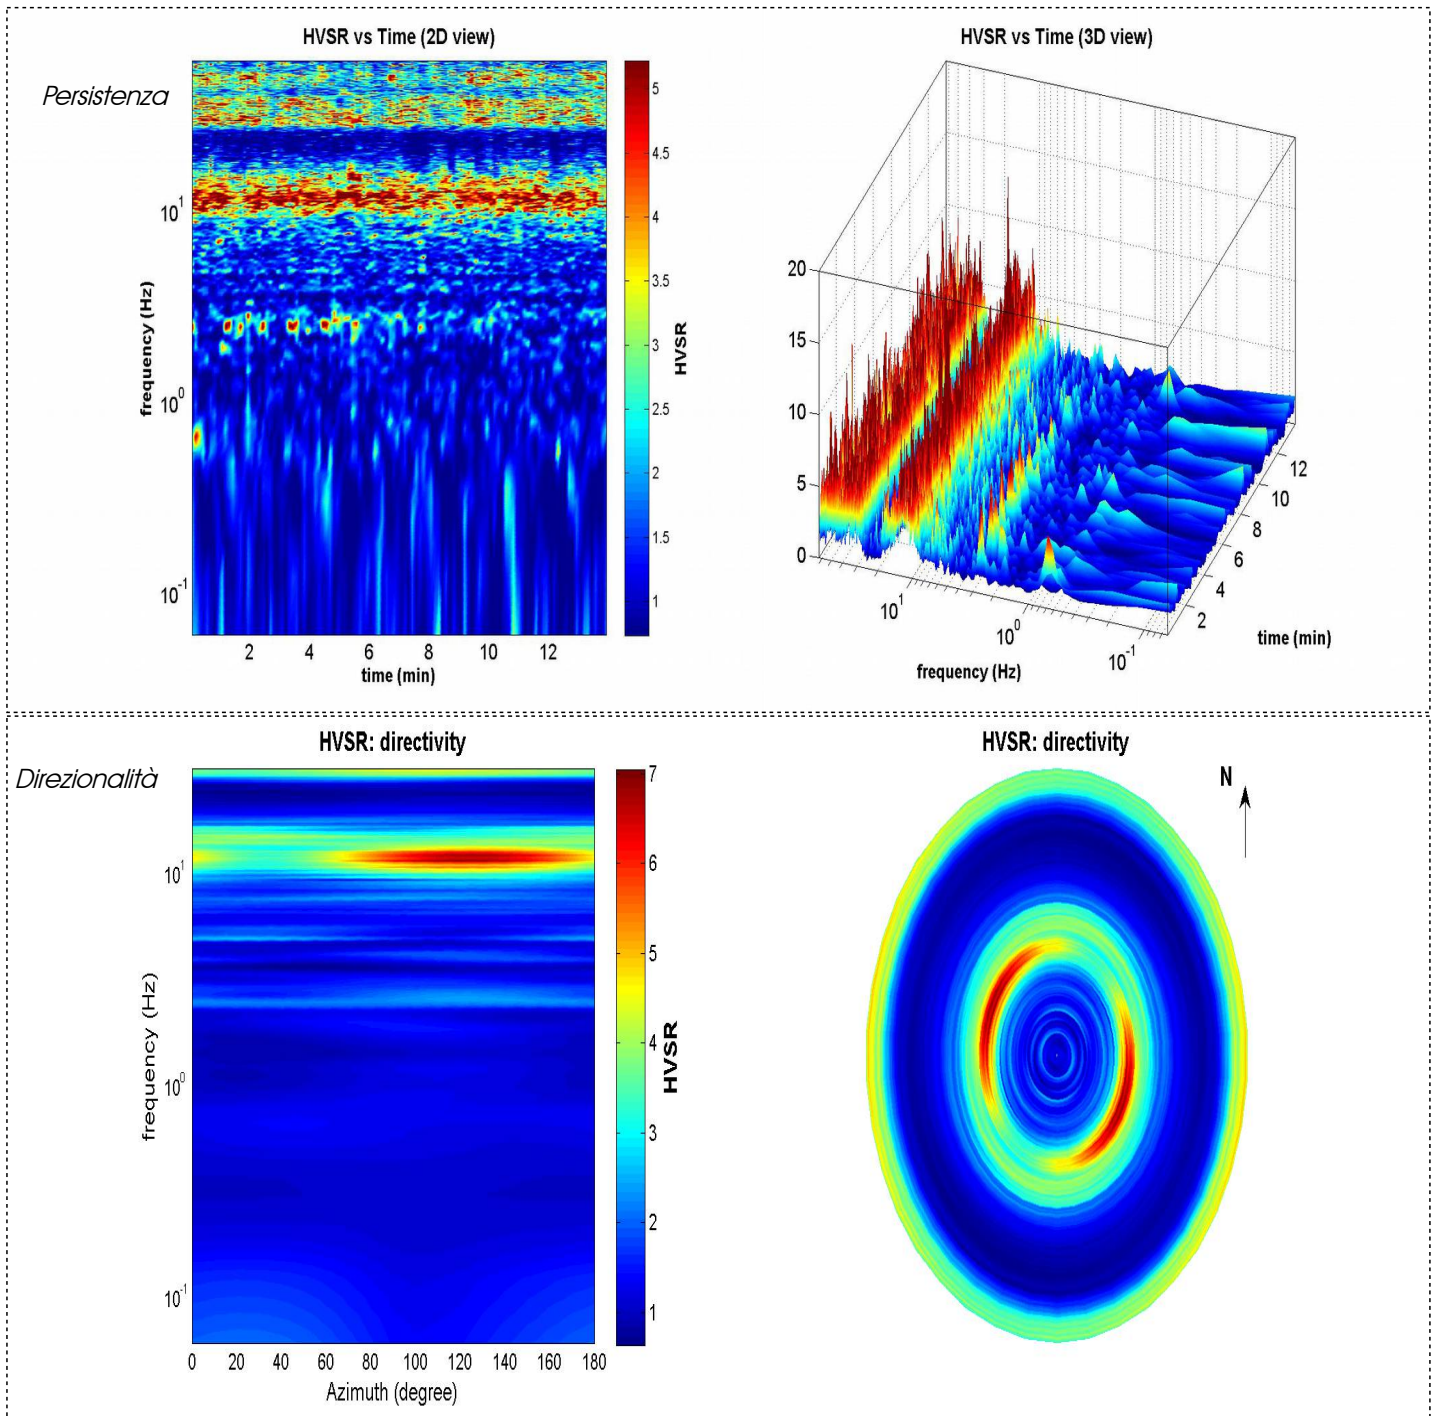 HVSR vs Time (2D view)
Persistenza
frequency (Hz)
10¹
10⁰
10⁻¹
2 4 6 8 10 12
time (min)
5
4.5
4
3.5
3
2.5
2
1.5
1
HVSR
HVSR vs Time (3D view)
20
15
10
5
0
10¹
10⁰
10⁻¹
frequency (Hz)
2
4
6
8
10
12
time (min)
HVSR: directivity
Direzionalità
frequency (Hz)
10¹
10⁰
10⁻¹
0 20 40 60 80 100 120 140 160 180
Azimuth (degree)
7
6
5
4
3
2
1
HVSR
HVSR: directivity
N